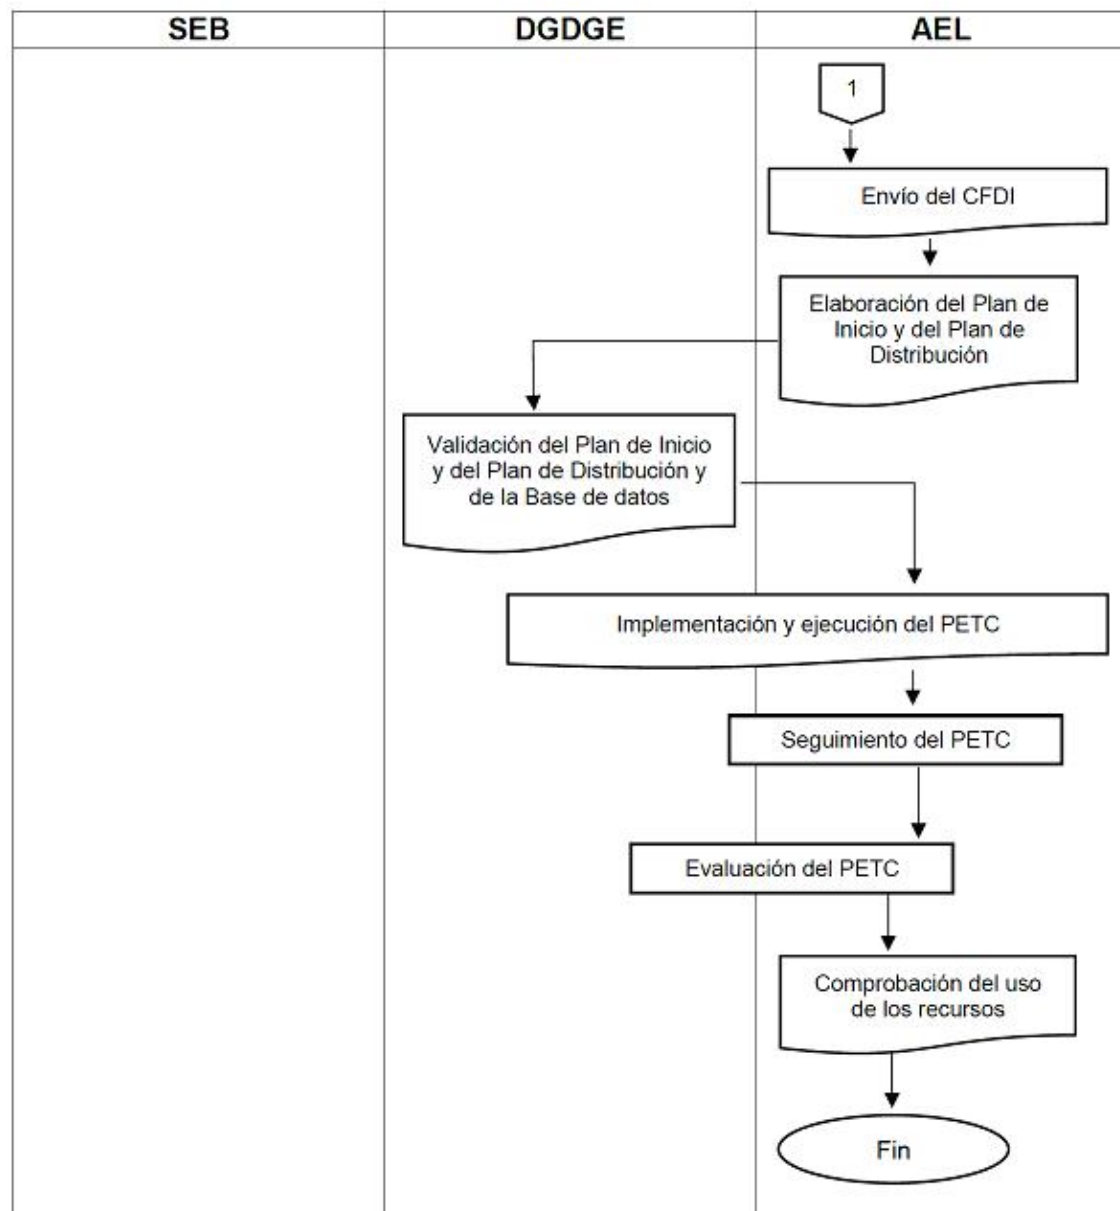 SEB
DGDGE
AEL
1
Envío del CFDI
Elaboración del Plan de
Inicio y del Plan de
Distribución
Validación del Plan de Inicio
y del Plan de Distribución y
de la Base de datos
Implementación y ejecución del PETC
Seguimiento del PETC
Evaluación del PETC
Comprobación del uso
de los recursos
Fin